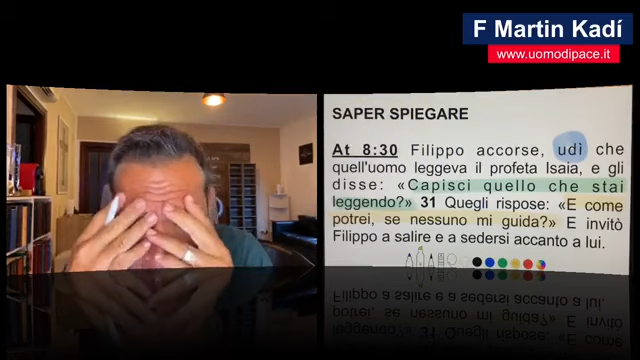 F Martin Kadí
www.uomodipace.it
SAPER SPIEGARE
At 8:30 Filippo accorse, udì che
quell'uomo leggeva il profeta Isaia, e gli
disse: «Capisci quello che stai
leggendo?» 31 Quegli rispose: «E come
potrei, se nessuno mi guida?» E invitò
Filippo a salire e a sedersi accanto a lui.